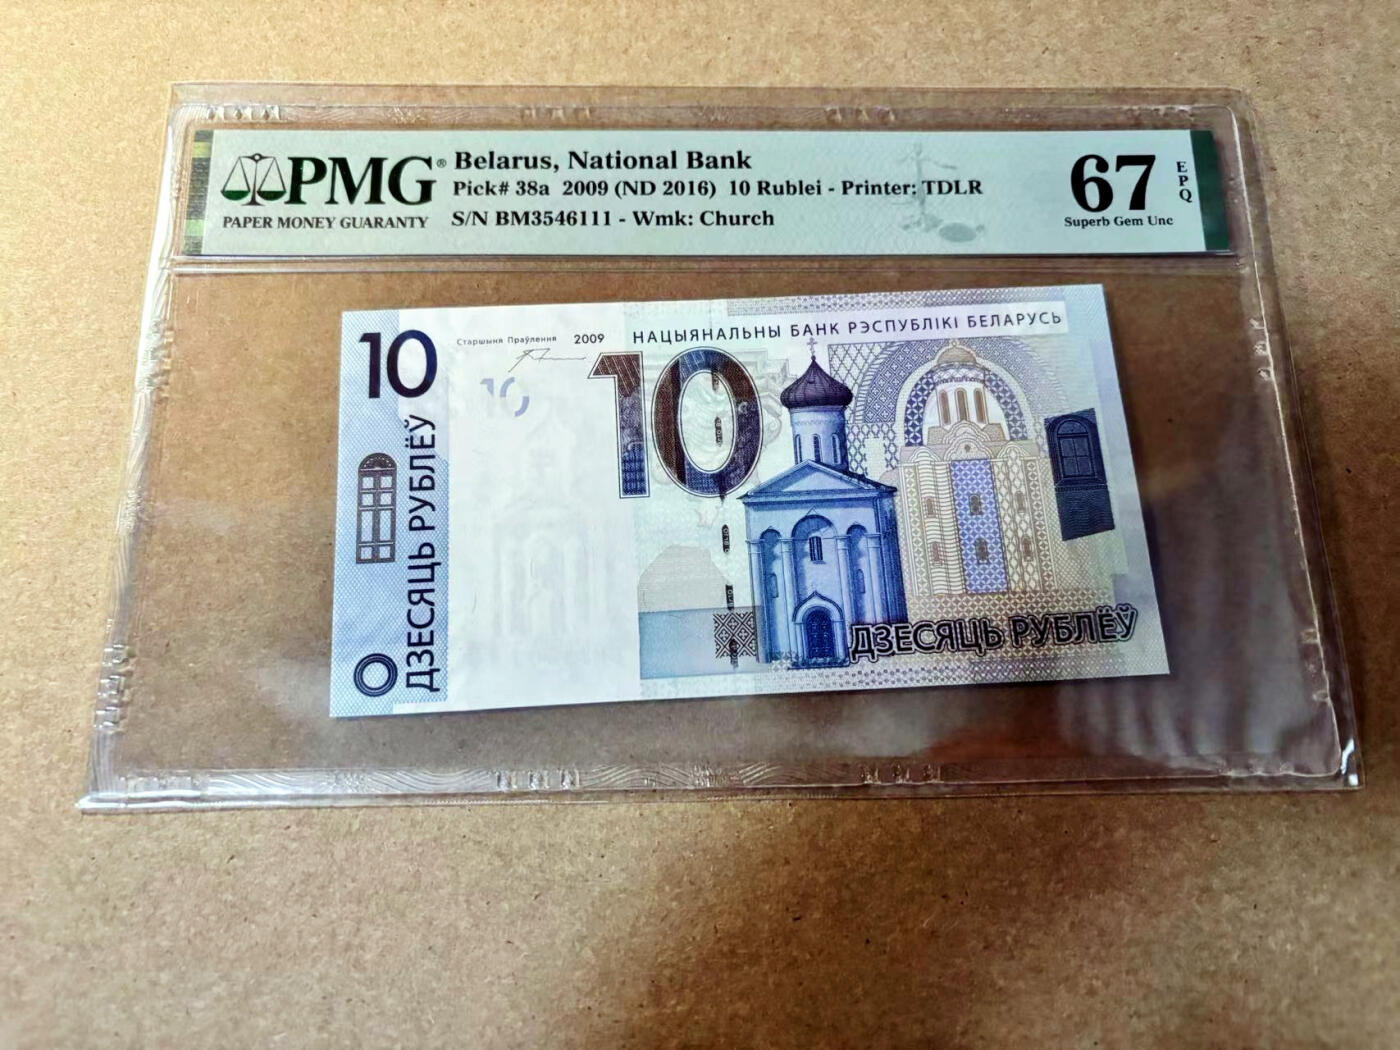 PMG®
PAPER MONEY GUARANTY
Belarus, National Bank
Pick# 38a 2009 (ND 2016) 10 Rublei - Printer: TDLR
S/N BM3546111 - Wmk: Church
67
EPQ
Superb Gem Unc
10
Старшыня Праўлення 2009
НАЦЫЯНАЛЬНЫ БАНК РЭСПУБЛІКІ БЕЛАРУСЬ
10
ДЗЕСЯЦЬ РУБЛЁЎ
ДЗЕСЯЦЬ РУБЛЁЎ